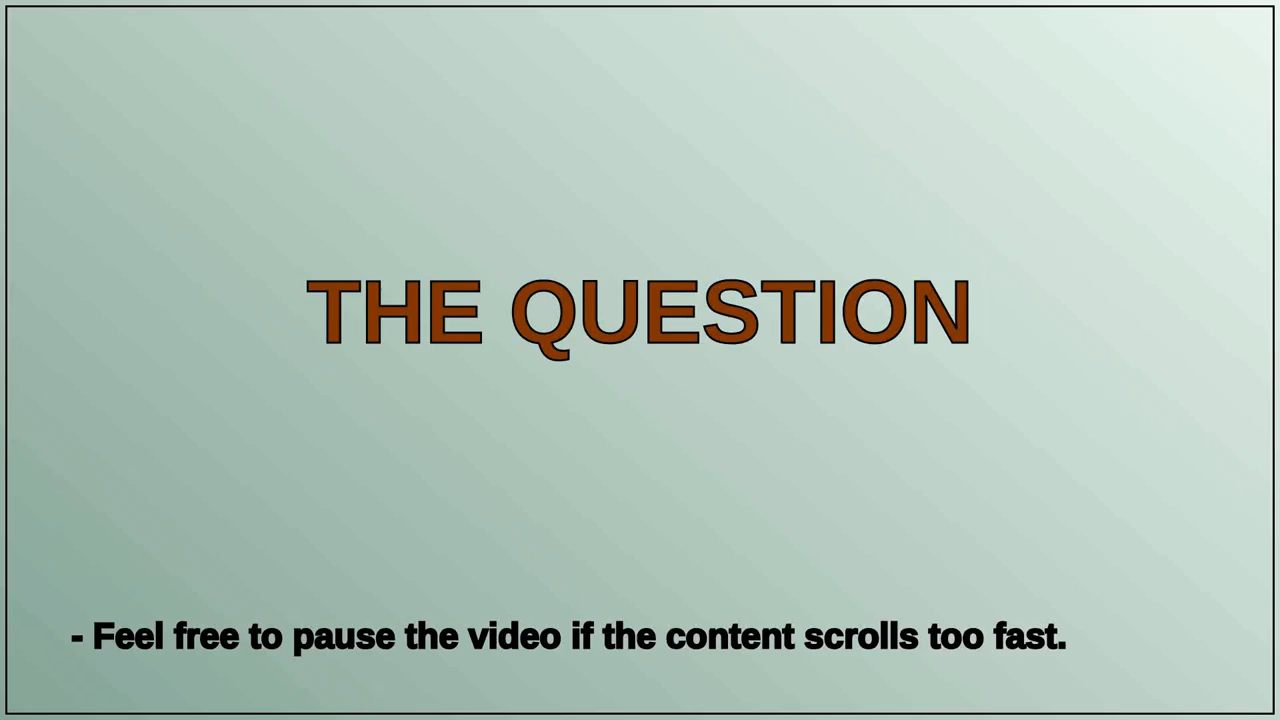 THE QUESTION
- Feel free to pause the video if the content scrolls too fast.